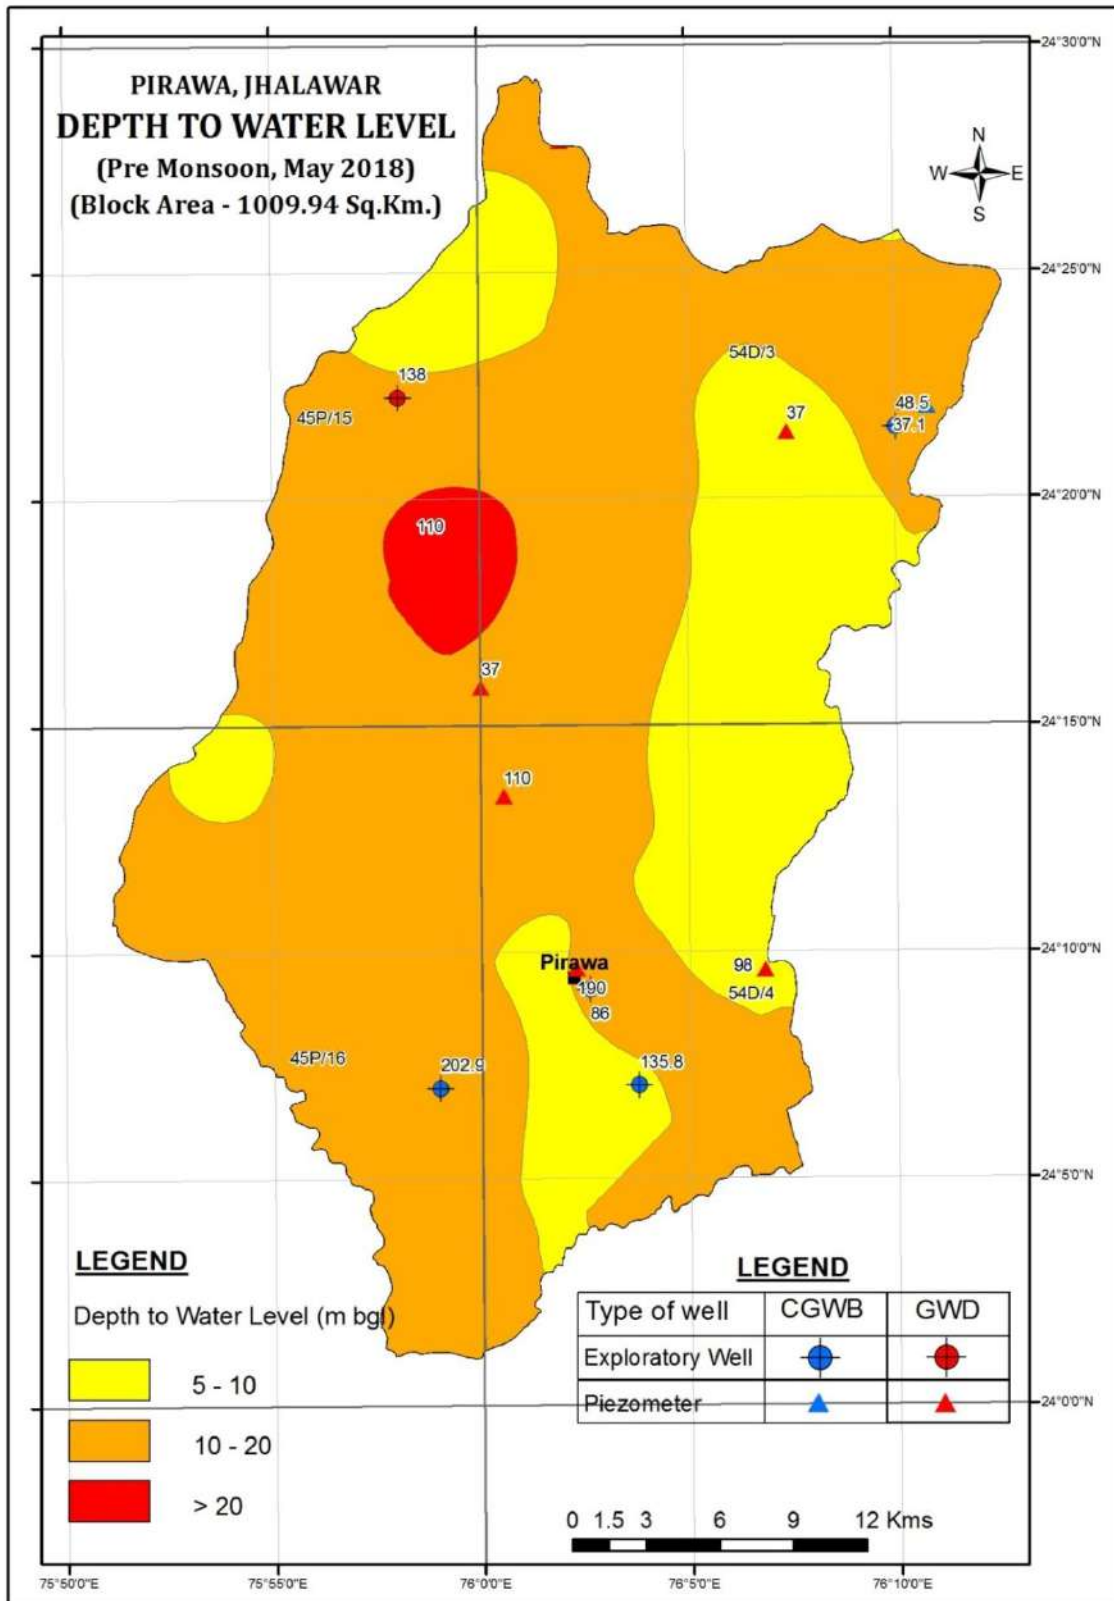 PIRAWA, JHALAWAR
DEPTH TO WATER LEVEL
(Pre Monsoon, May 2018)
(Block Area - 1009.94 Sq.Km.)
N
W E
S
24°30'0"N
24°25'0"N
54D/3
138
45P/15
37
48.5
37.1
24°20'0"N
110
37
24°15'0"N
110
24°10'0"N
Pirawa
98
190
54D/4
86
45P/16
202.9
135.8
24°5'0"N
LEGEND
Depth to Water Level (m bgl)
5 - 10
10 - 20
> 20
LEGEND
Type of well CGWB GWD
Exploratory Well
Piezometer
24°0'0"N
0 1.5 3 6 9 12 Kms
75°50'0"E 75°55'0"E 76°0'0"E 76°5'0"E 76°10'0"E